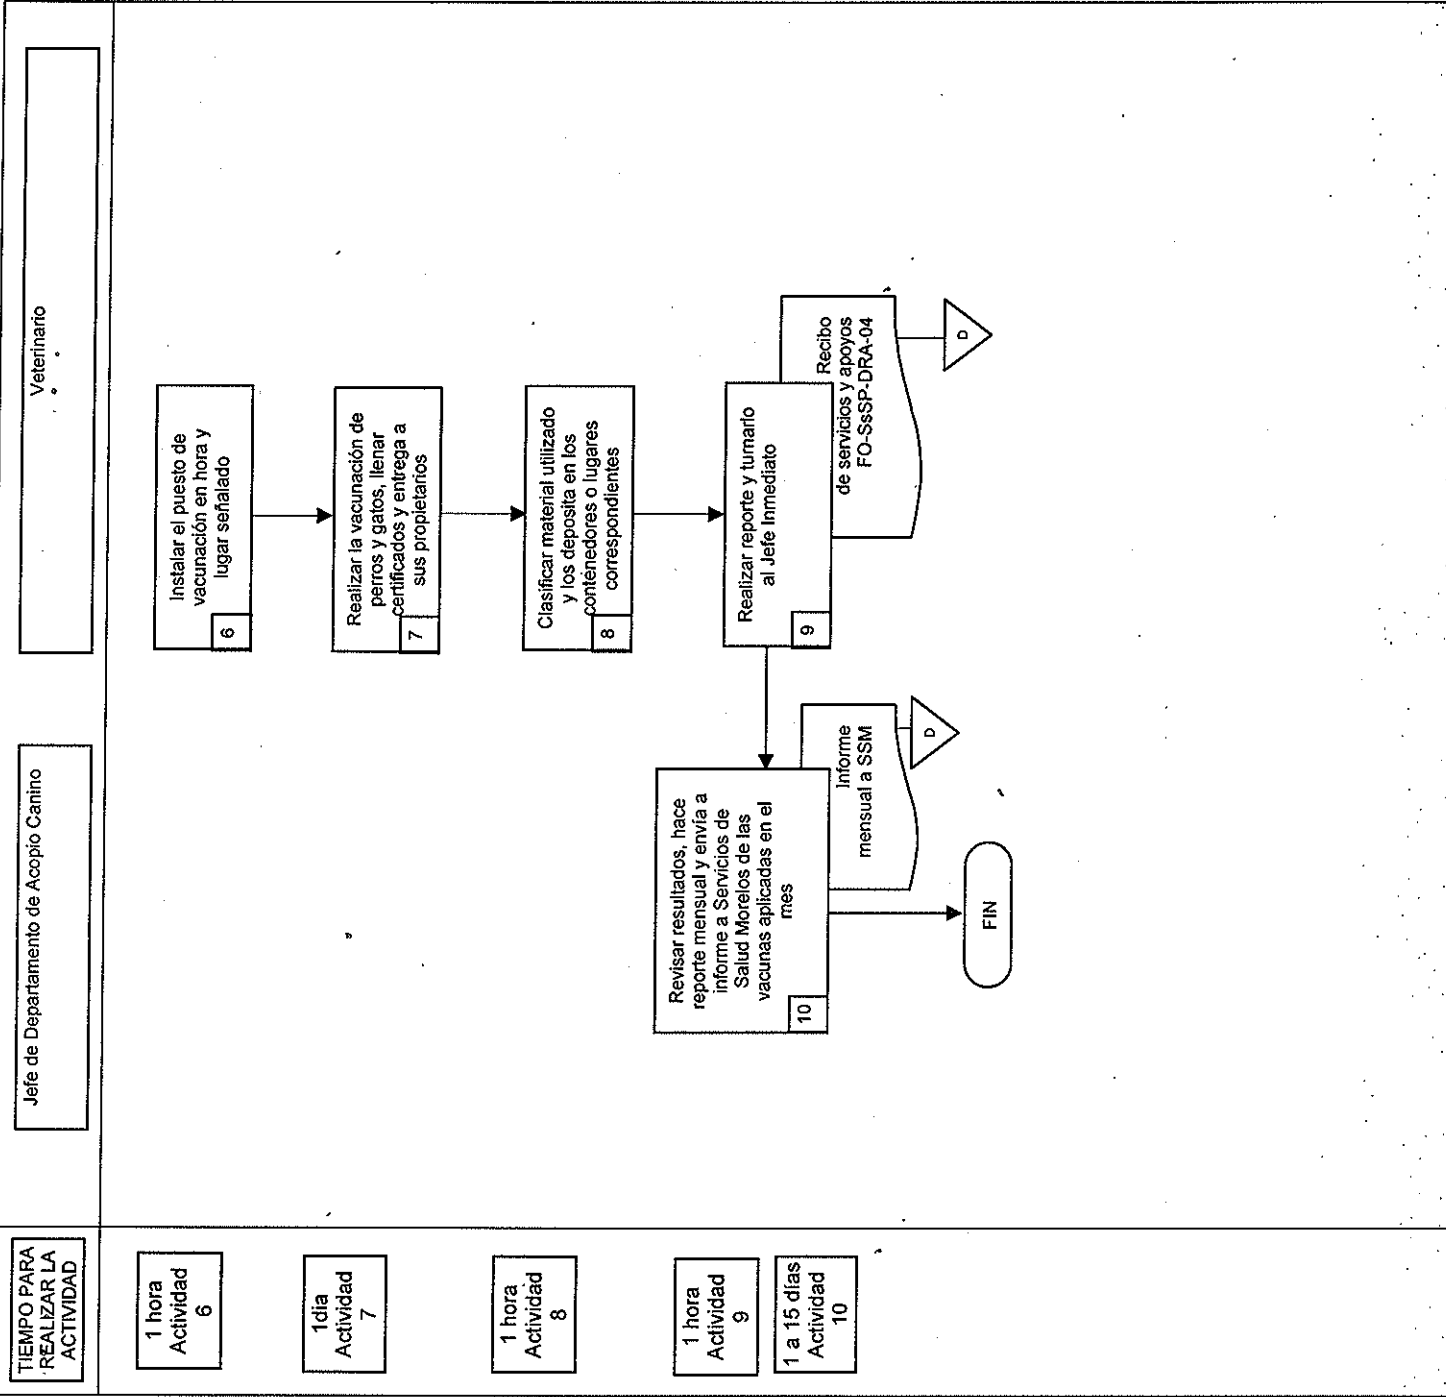 TIEMPO PARA
REALIZAR LA
ACTIVIDAD
Jefe de Departamento de Acopio Canino
Veterinario
1 hora
Actividad
6
Instalar el puesto de
vacunación en hora y
lugar señalado
6
1dia
Actividad
7
Realizar la vacunación de
perros y gatos, llenar
certificados y entrega a
sus propietarios
7
1 hora
Actividad
8
Clasificar material utilizado
y los deposita en los
contenedores o lugares
correspondientes
8
1 hora
Actividad
9
Realizar reporte y turnarlo
al Jefe Inmediato
9
Recibo
de servicios y apoyos
FO-SsSP-DRA-04
D
1 a 15 días
Actividad
10
Revisar resultados, hace
reporte mensual y envía a
informe a Servicios de
Salud Morelos de las
vacunas aplicadas en el
mes
10
Informe
mensual a SSM
D
FIN